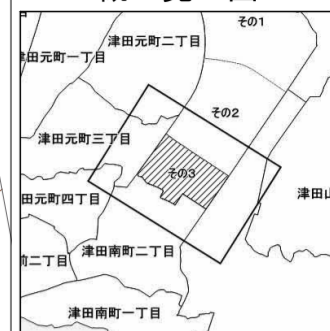 その1
津田元町二丁目
津田元町一丁目
その2
津田元町三丁目
その3
田元町四丁目
津田山
津田南町二丁目
前二丁目
津田南町一丁目